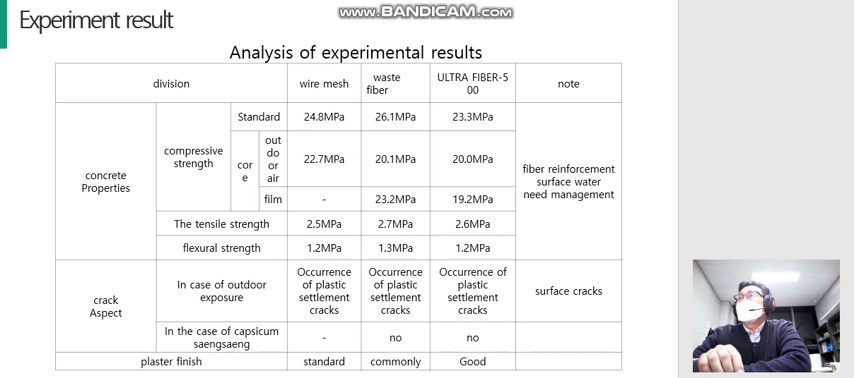 Experiment result
www.BANDICAM.com
Analysis of experimental results
division
wire mesh
waste
fiber
ULTRA FIBER-5
00
note
concrete
Properties
compressive
strength
Standard
24.8MPa
26.1MPa
23.3MPa
fiber reinforcement
surface water
need management
cor
e
out
do
or
air
22.7MPa
20.1MPa
20.0MPa
film
-
23.2MPa
19.2MPa
The tensile strength
2.5MPa
2.7MPa
2.6MPa
flexural strength
1.2MPa
1.3MPa
1.2MPa
crack
Aspect
In case of outdoor
exposure
Occurrence
of plastic
settlement
cracks
Occurrence
of plastic
settlement
cracks
Occurrence of
plastic
settlement
cracks
surface cracks
In the case of capsicum
saengsaeng
-
no
no
plaster finish
standard
commonly
Good